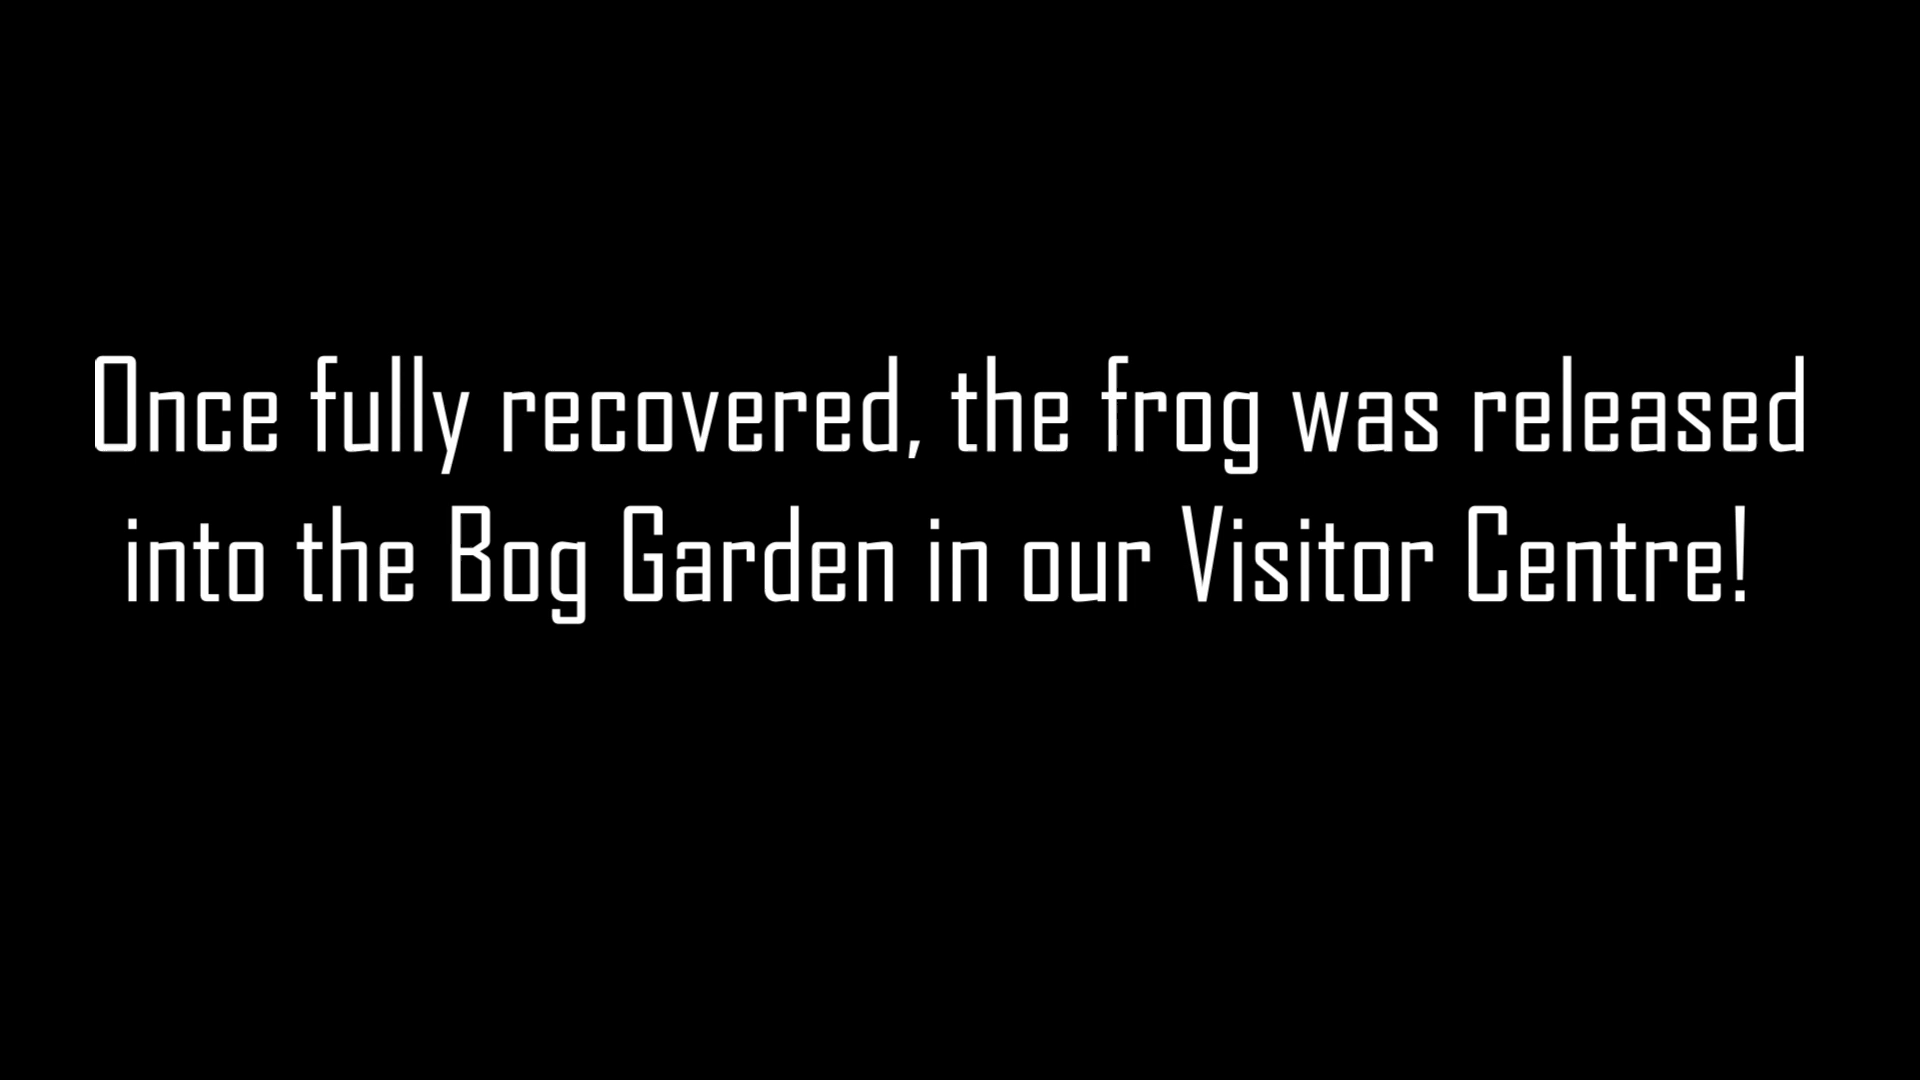 Once fully recovered, the frog was released
into the Bog Garden in our Visitor Centre!